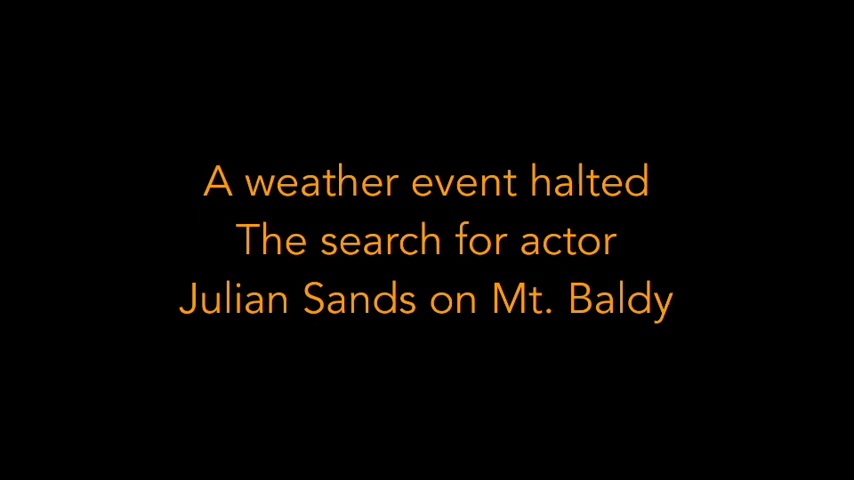 A weather event halted
The search for actor
Julian Sands on Mt. Baldy